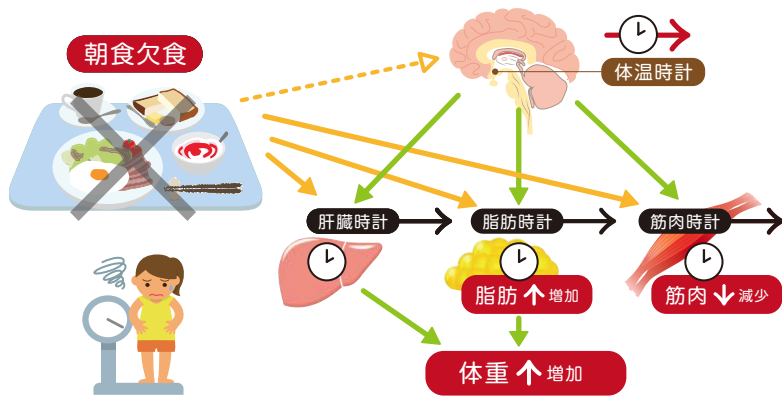 朝食欠食
体温時計
肝臓時計
脂肪時計
筋肉時計
脂肪↑増加
筋肉↓減少
体重↑増加